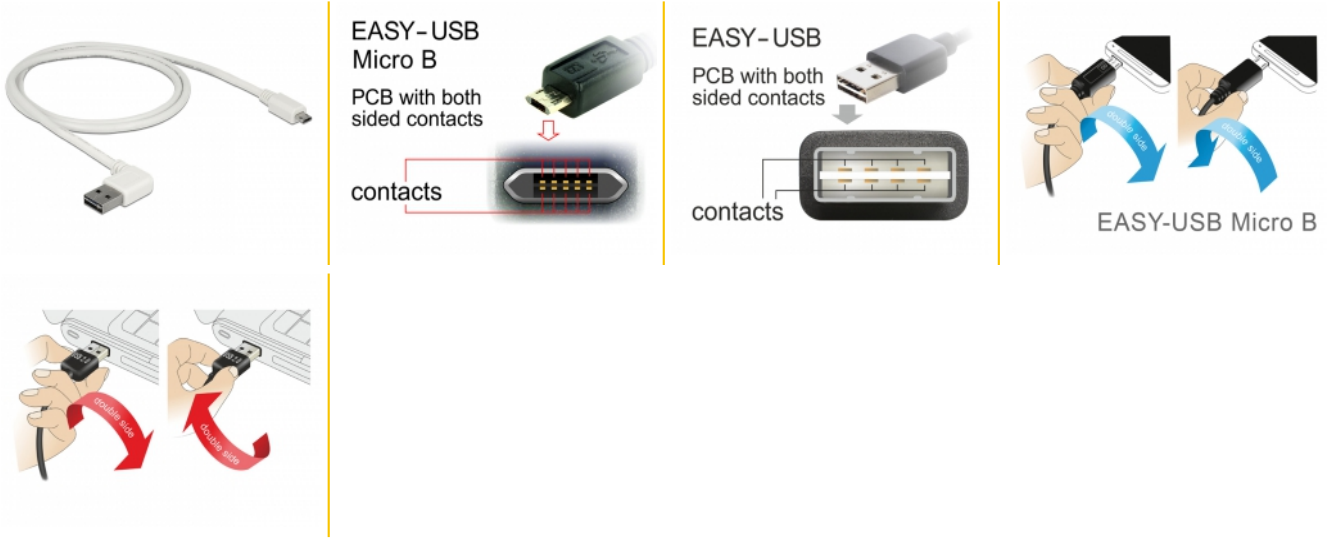 EASY-USB
Micro B
PCB with both
sided contacts
contacts
EASY-USB
PCB with both
sided contacts
contacts
double side
double side
EASY-USB Micro B
double side
double side